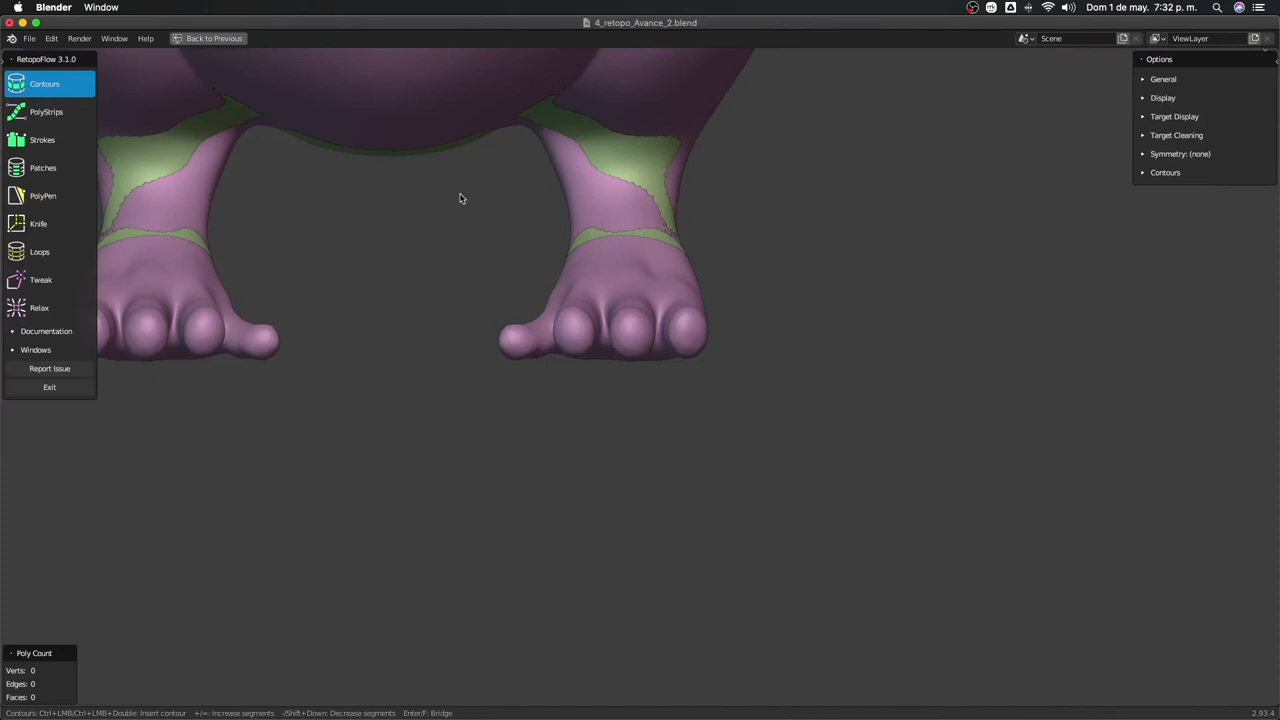 Blender Window Dom 1 de may. 7:32 p. m.
4_retopo_Avance_2.blend
File Edit Render Window Help Back to Previous Scene ViewLayer
RetopoFlow 3.1.0
Contours
PolyStrips
Strokes
Patches
PolyPen
Knife
Loops
Tweak
Relax
Documentation
Windows
Report Issue
Exit
Options
General
Display
Target Display
Target Cleaning
Symmetry: (none)
Contours
Poly Count
Verts: 0
Edges: 0
Faces: 0
Contours: Ctrl+LMB/Ctrl+LMB+Double: Insert contour +/=: Increase segments -/Shift+Down: Decrease segments Enter/F: Bridge 2.93.4